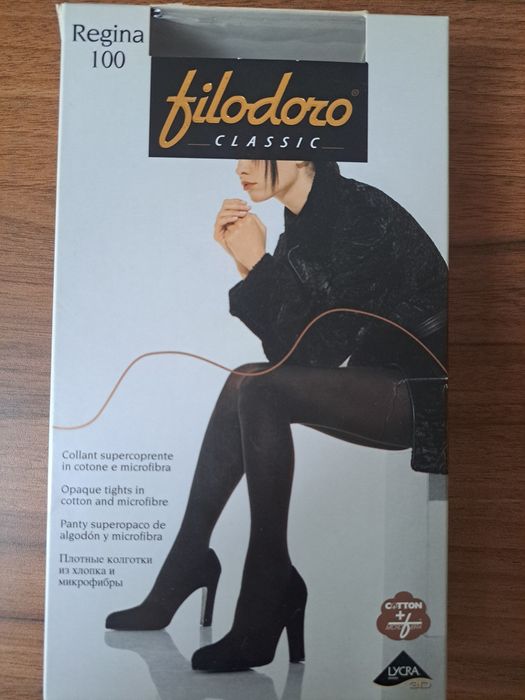 Regina
100
filodoro®
CLASSIC
Collant supercoprente
in cotone e microfibra
Opaque tights in
cotton and microfibre
Panty superopaco de
algodón y microfibra
Плотные колготки
из хлопка и
микрофибры
COTTON
+
LYCRA
3D